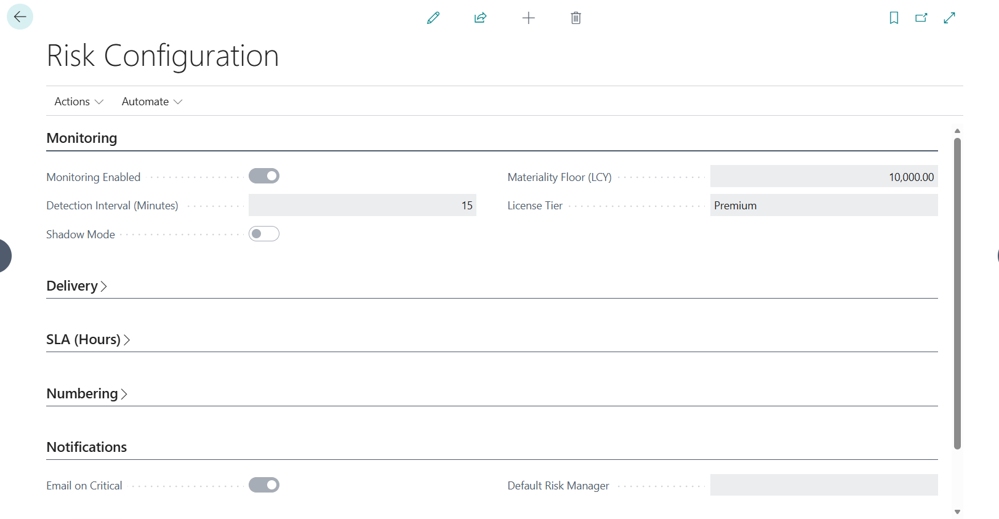 Risk Configuration
Actions Automate
Monitoring
Monitoring Enabled
Materiality Floor (LCY) 10,000.00
Detection Interval (Minutes) 15
License Tier Premium
Shadow Mode
Delivery
SLA (Hours)
Numbering
Notifications
Email on Critical
Default Risk Manager